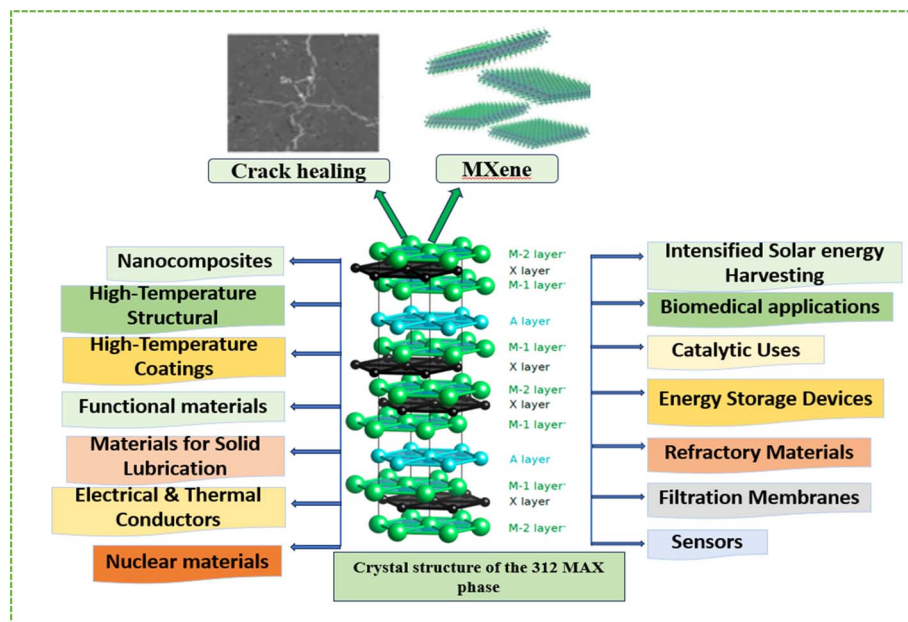 Crack healing
MXene
Nanocomposites
High-Temperature
Structural
High-Temperature
Coatings
Functional materials
Materials for Solid
Lubrication
Electrical & Thermal
Conductors
Nuclear materials
M-2 layer
X layer
M-1 layer
A layer
M-1 layer
X layer
M-2 layer
X layer
M-1 layer
A layer
M-1 layer
X layer
M-2 layer
Crystal structure of the 312 MAX
phase
Intensified Solar energy
Harvesting
Biomedical applications
Catalytic Uses
Energy Storage Devices
Refractory Materials
Filtration Membranes
Sensors